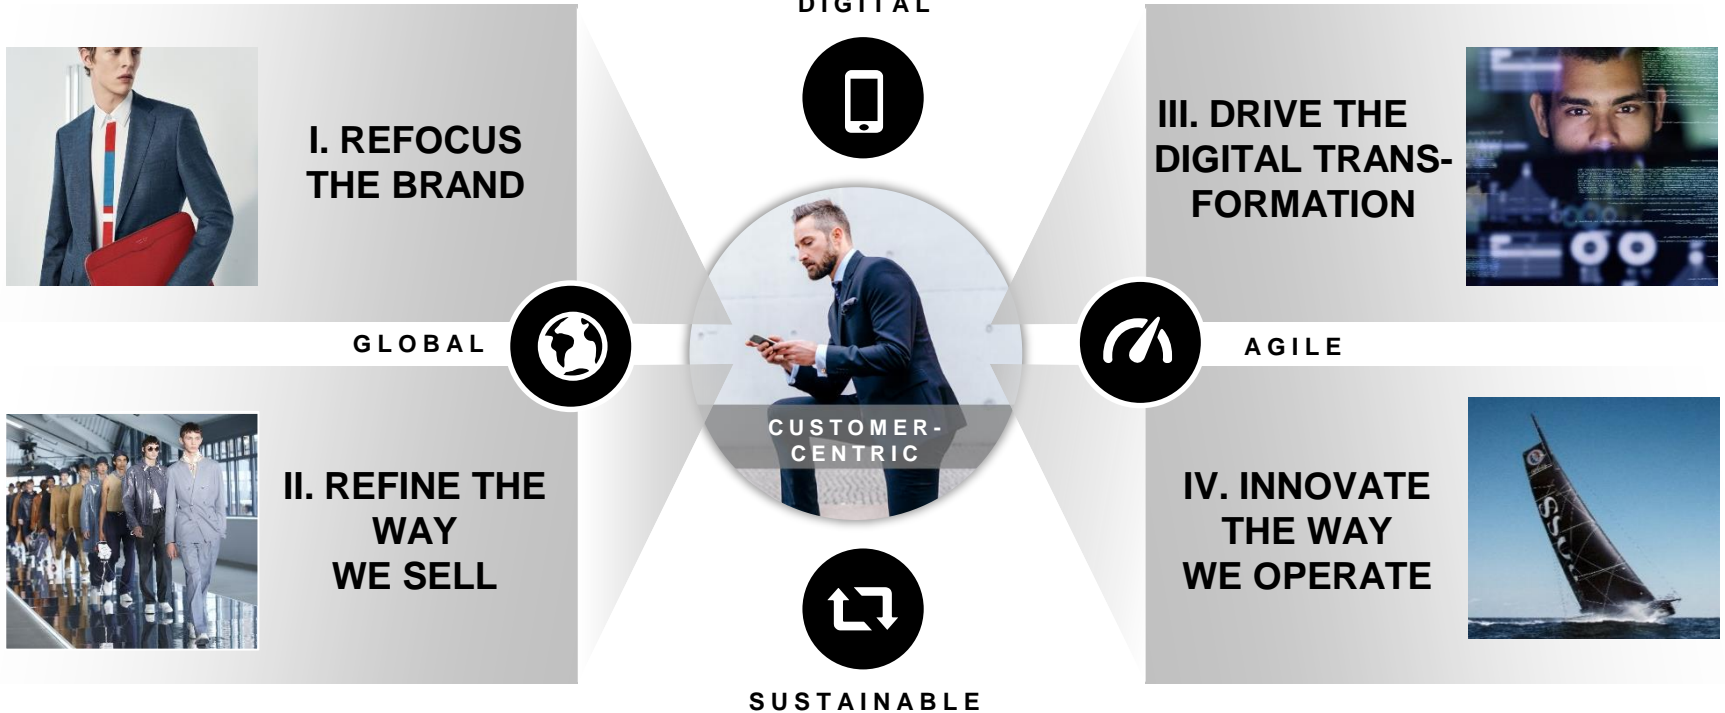 DIGITAL
I. REFOCUS
THE BRAND
III. DRIVE THE
DIGITAL TRANS-
FORMATION
GLOBAL
AGILE
CUSTOMER-
CENTRIC
II. REFINE THE
WAY
WE SELL
IV. INNOVATE
THE WAY
WE OPERATE
SUSTAINABLE